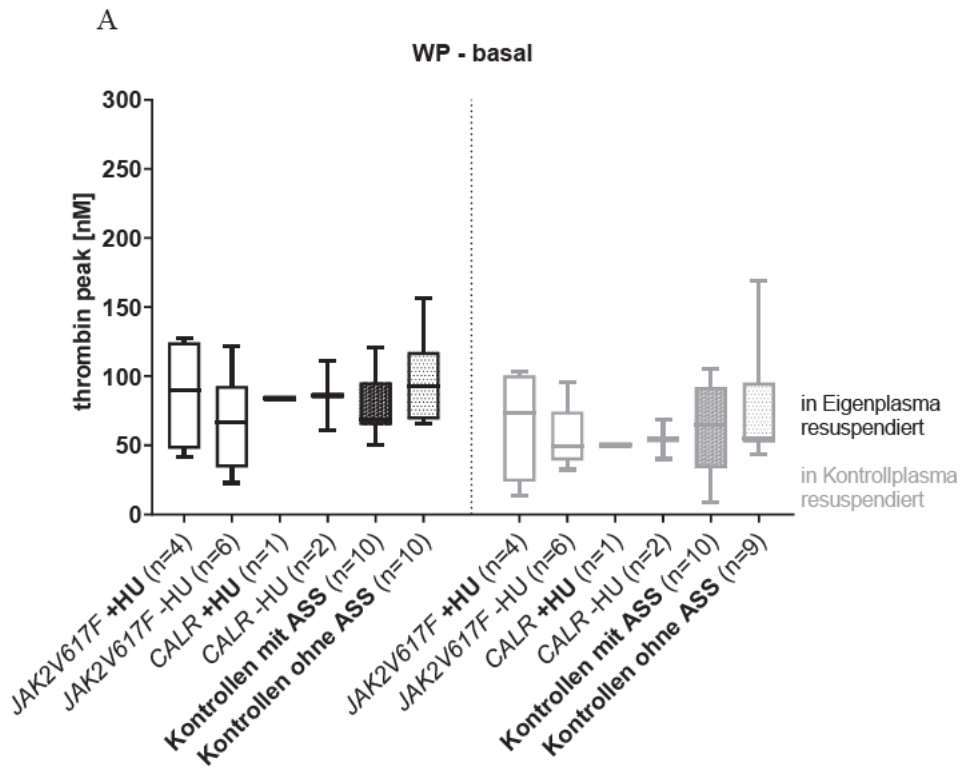 A
WP - basal
thrombin peak [nM]
300
250
200
150
100
50
0
JAK2V617F +HU (n=4)
JAK2V617F -HU (n=6)
CALR +HU (n=1)
CALR -HU (n=2)
Kontrollen mit ASS (n=10)
Kontrollen ohne ASS (n=10)
JAK2V617F +HU (n=4)
JAK2V617F -HU (n=6)
CALR +HU (n=1)
CALR -HU (n=2)
Kontrollen mit ASS (n=10)
Kontrollen ohne ASS (n=9)
in Eigenplasma
resuspendiert
in Kontrollplasma
resuspendiert